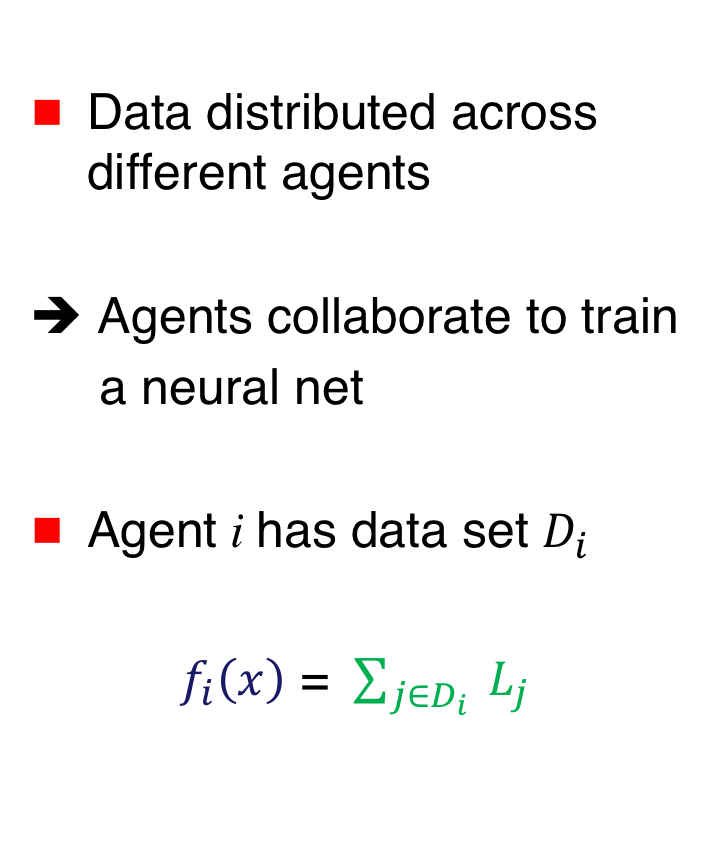 ■ Data distributed across
different agents
➔ Agents collaborate to train
a neural net
■ Agent 𝑖 has data set 𝐷ᵢ
𝑓ᵢ(𝑥) = ∑_{𝑗∈𝐷ᵢ} 𝐿ⱼ